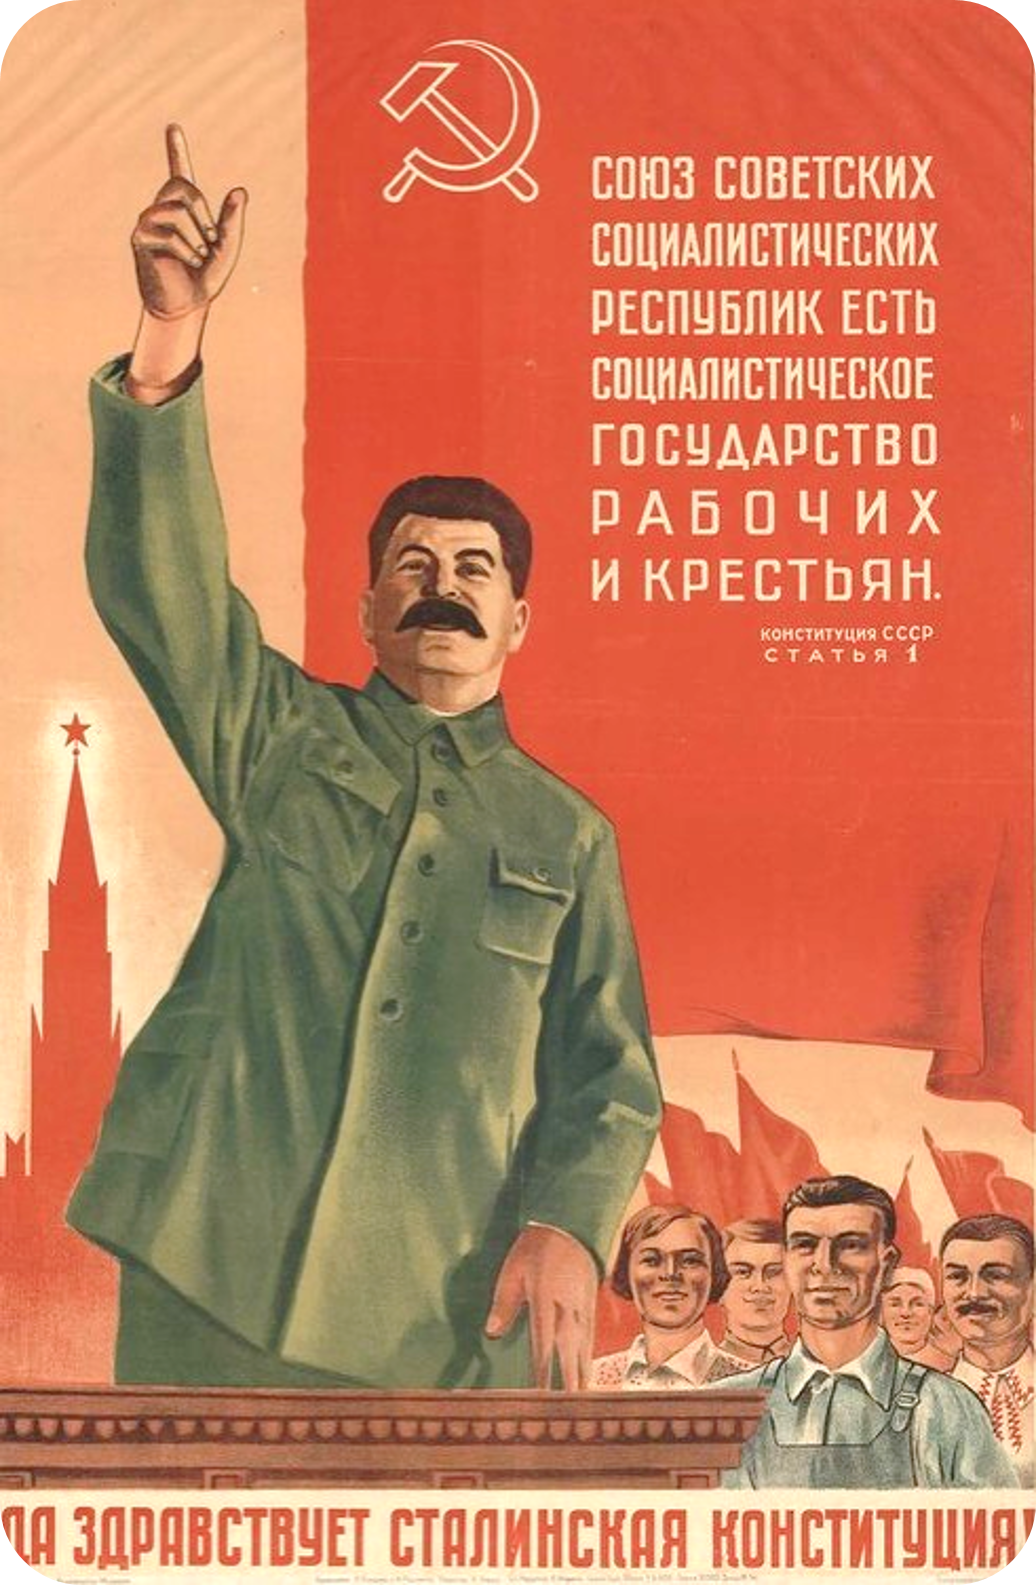 СОЮЗ СОВЕТСКИХ
СОЦИАЛИСТИЧЕСКИХ
РЕСПУБЛИК ЕСТЬ
СОЦИАЛИСТИЧЕСКОЕ
ГОСУДАРСТВО
РАБОЧИХ
И КРЕСТЬЯН.
КОНСТИТУЦИЯ СССР
СТАТЬЯ 1
ДА ЗДРАВСТВУЕТ СТАЛИНСКАЯ КОНСТИТУЦИЯ!